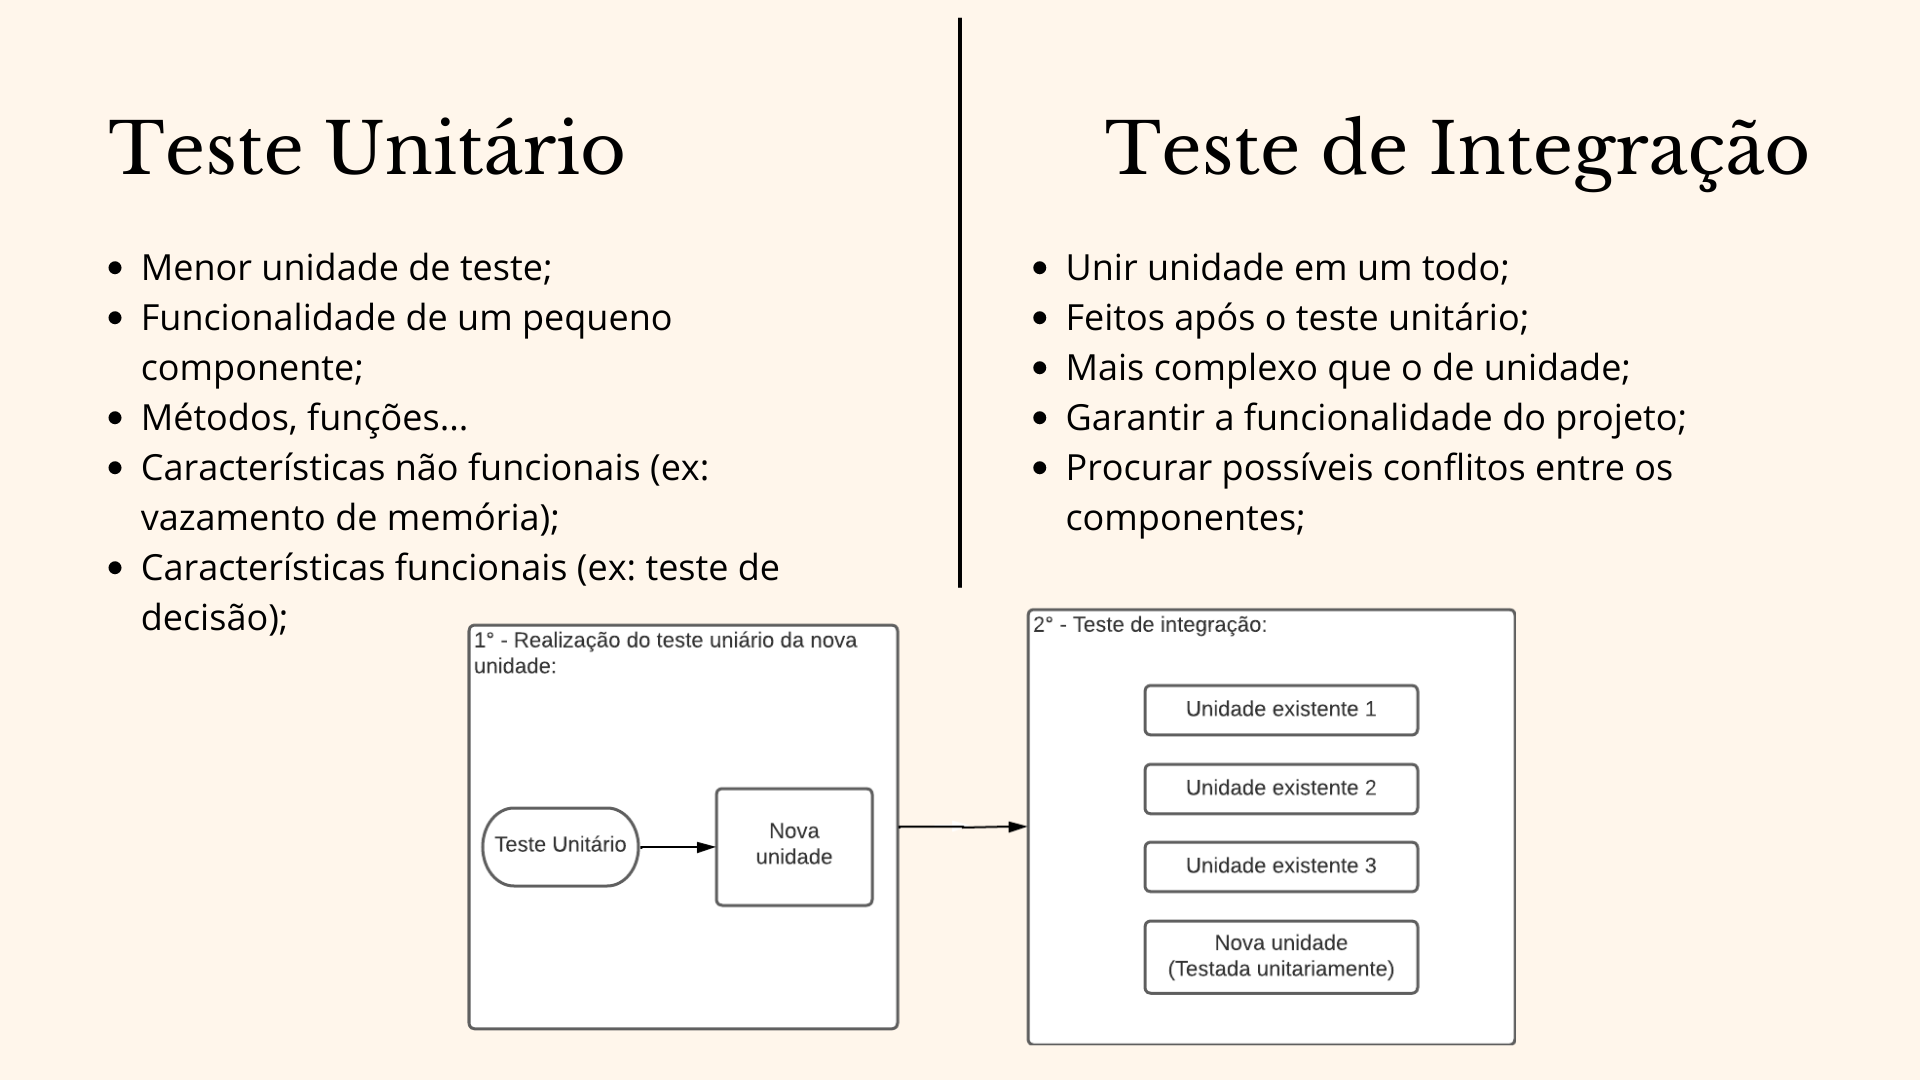 Teste Unitário
• Menor unidade de teste;
• Funcionalidade de um pequeno
componente;
• Métodos, funções...
• Características não funcionais (ex:
vazamento de memória);
• Características funcionais (ex: teste de
decisão);
Teste de Integração
• Unir unidade em um todo;
• Feitos após o teste unitário;
• Mais complexo que o de unidade;
• Garantir a funcionalidade do projeto;
• Procurar possíveis conflitos entre os
componentes;
1° - Realização do teste uniário da nova
unidade:
Teste Unitário
Nova
unidade
2° - Teste de integração:
Unidade existente 1
Unidade existente 2
Unidade existente 3
Nova unidade
(Testada unitariamente)